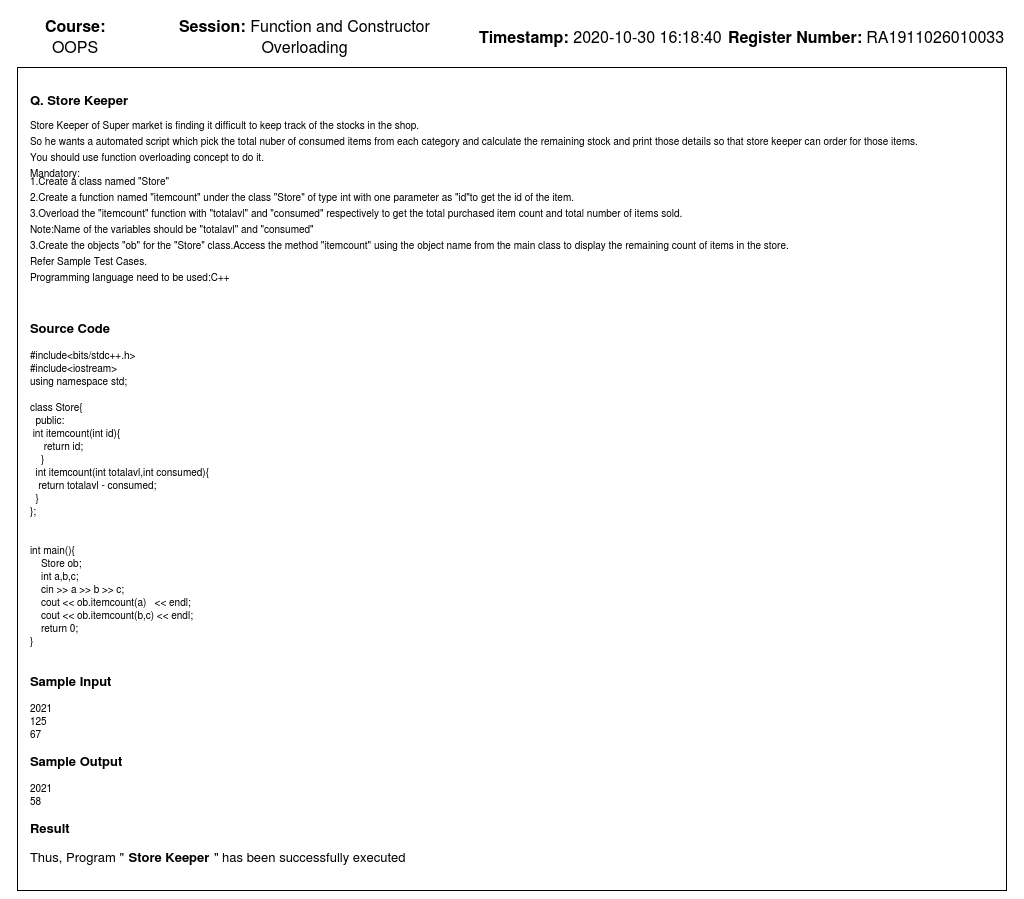 Course:
OOPS
Session: Function and Constructor
Overloading
Timestamp: 2020-10-30 16:18:40
Register Number: RA1911026010033
Q. Store Keeper
Store Keeper of Super market is finding it difficult to keep track of the stocks in the shop.
So he wants a automated script which pick the total nuber of consumed items from each category and calculate the remaining stock and print those details so that store keeper can order for those items.
You should use function overloading concept to do it.
Mandatory:
1.Create a class named "Store"
2.Create a function named "itemcount" under the class "Store" of type int with one parameter as "id"to get the id of the item.
3.Overload the "itemcount" function with "totalavl" and "consumed" respectively to get the total purchased item count and total number of items sold.
Note:Name of the variables should be "totalavl" and "consumed"
3.Create the objects "ob" for the "Store" class.Access the method "itemcount" using the object name from the main class to display the remaining count of items in the store.
Refer Sample Test Cases.
Programming language need to be used:C++
Source Code
#include<bits/stdc++.h>
#include<iostream>
using namespace std;
class Store{
public:
int itemcount(int id){
return id;
}
int itemcount(int totalavl,int consumed){
return totalavl - consumed;
}
};
int main(){
Store ob;
int a,b,c;
cin >> a >> b >> c;
cout << ob.itemcount(a)   << endl;
cout << ob.itemcount(b,c) << endl;
return 0;
}
Sample Input
2021
125
67
Sample Output
2021
58
Result
Thus, Program " Store Keeper " has been successfully executed